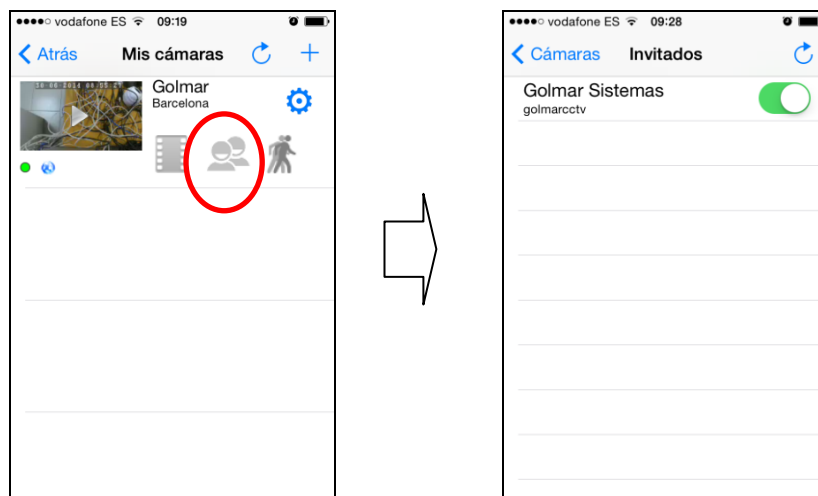 vodafone ES 09:19
Atrás Mis cámaras
Golmar
Barcelona
vodafone ES 09:28
Cámaras Invitados
Golmar Sistemas
golmarcctv